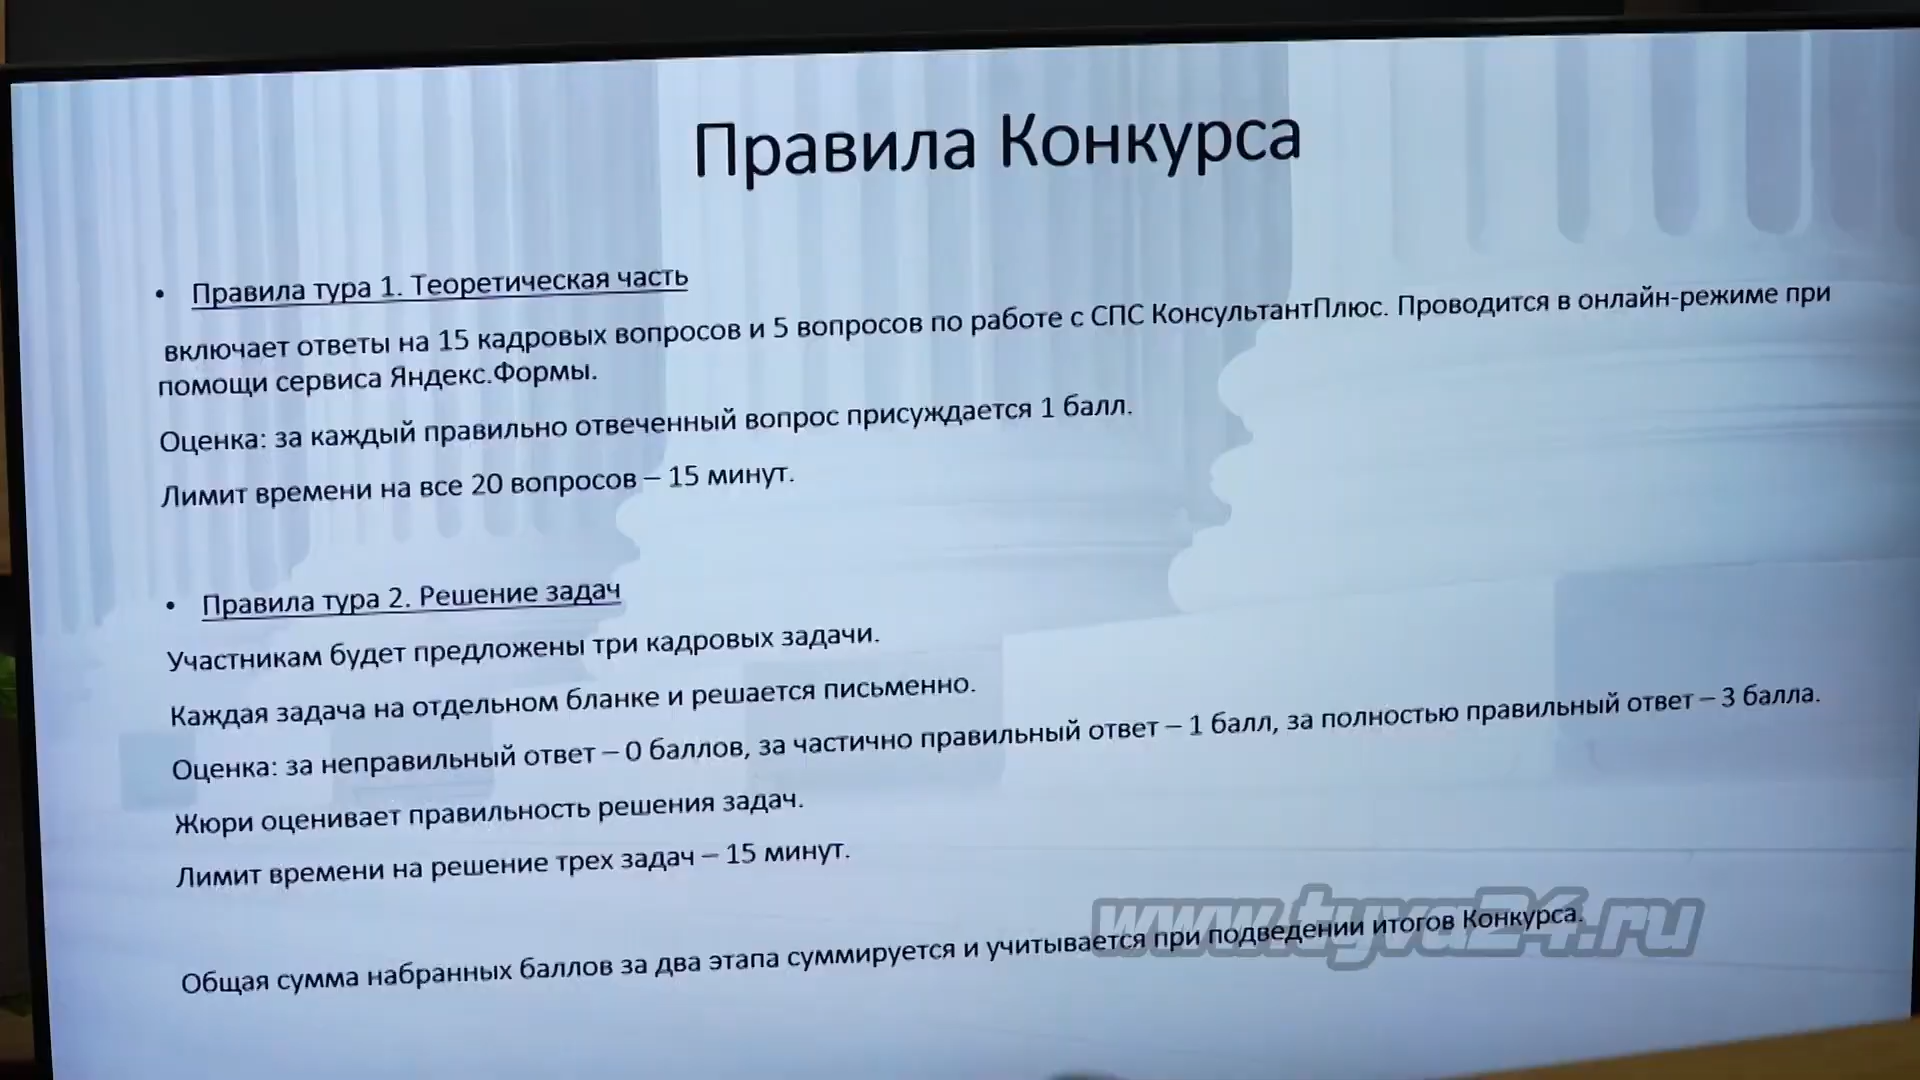 Правила Конкурса
• Правила тура 1. Теоретическая часть
включает ответы на 15 кадровых вопросов и 5 вопросов по работе с СПС КонсультантПлюс. Проводится в онлайн-режиме при
помощи сервиса Яндекс.Формы.
Оценка: за каждый правильно отвеченный вопрос присуждается 1 балл.
Лимит времени на все 20 вопросов – 15 минут.
• Правила тура 2. Решение задач
Участникам будет предложены три кадровых задачи.
Каждая задача на отдельном бланке и решается письменно.
Оценка: за неправильный ответ – 0 баллов, за частично правильный ответ – 1 балл, за полностью правильный ответ – 3 балла.
Жюри оценивает правильность решения задач.
Лимит времени на решение трех задач – 15 минут.
Общая сумма набранных баллов за два этапа суммируется и учитывается при подведении итогов Конкурса.
www.tyva24.ru